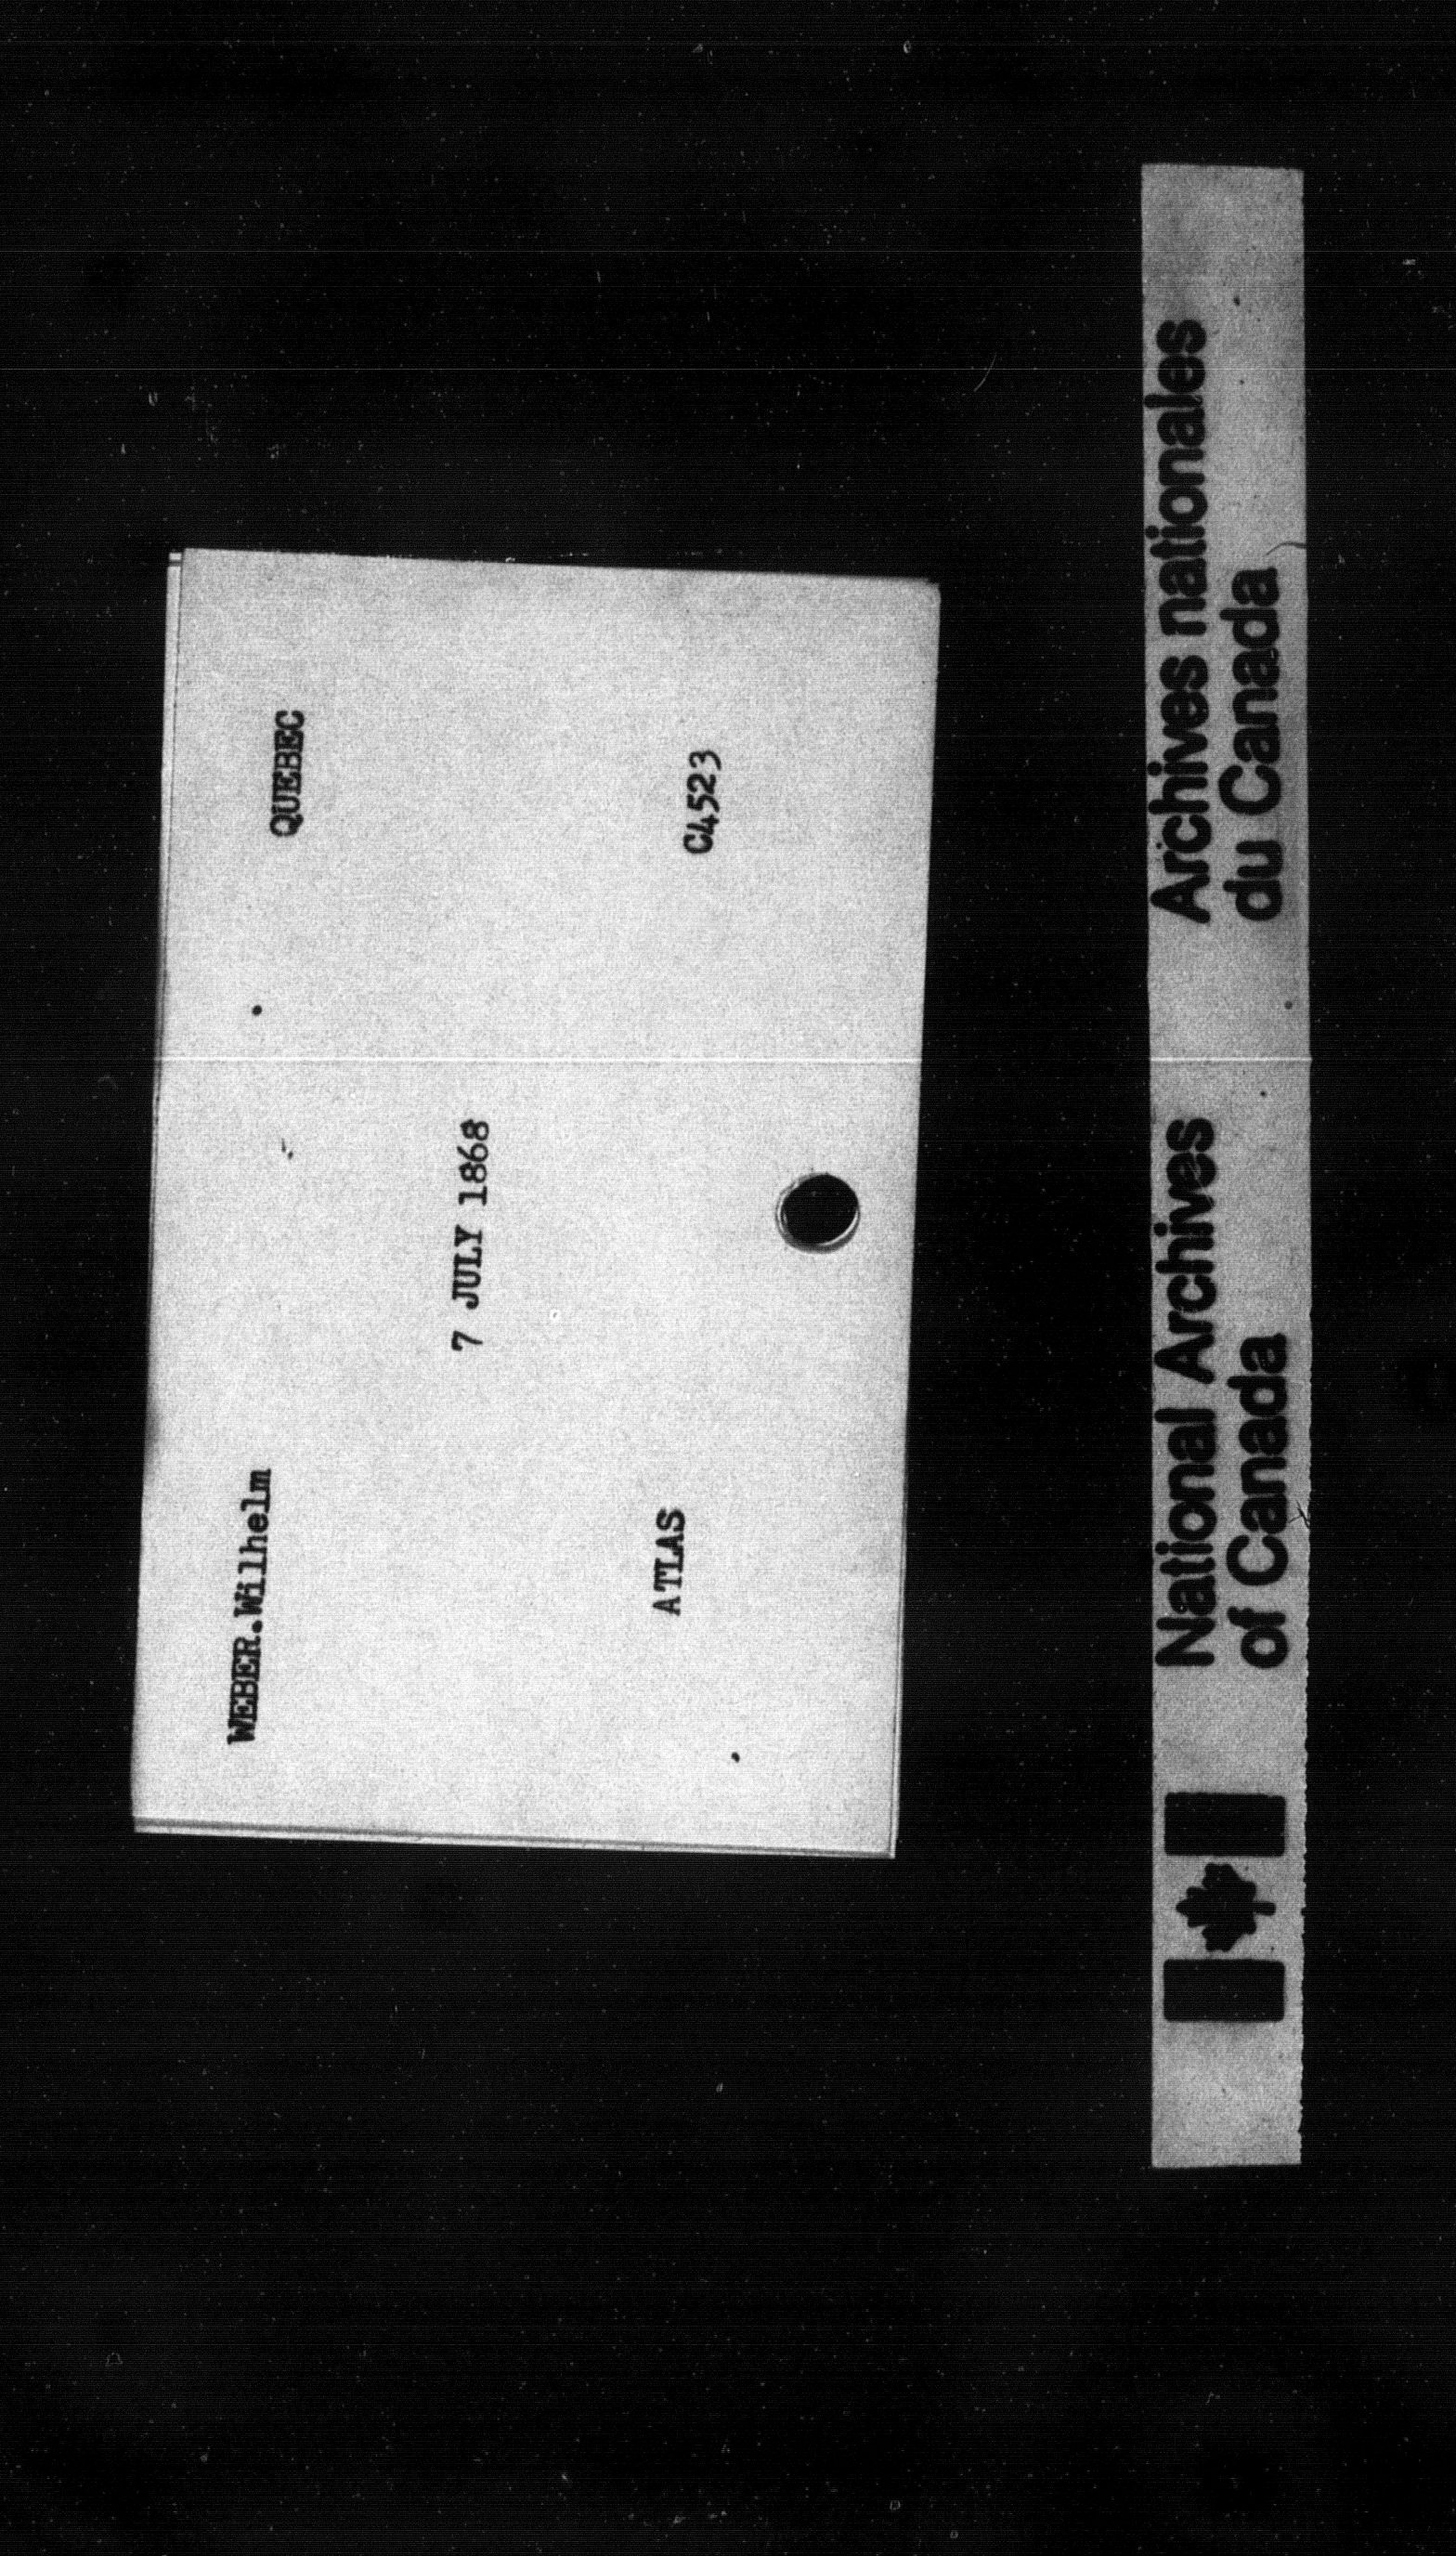 WEBER.Wilhelm QUEBEC
7 JULY 1868
ATLAS C4523
National Archives of Canada
Archives nationales du Canada